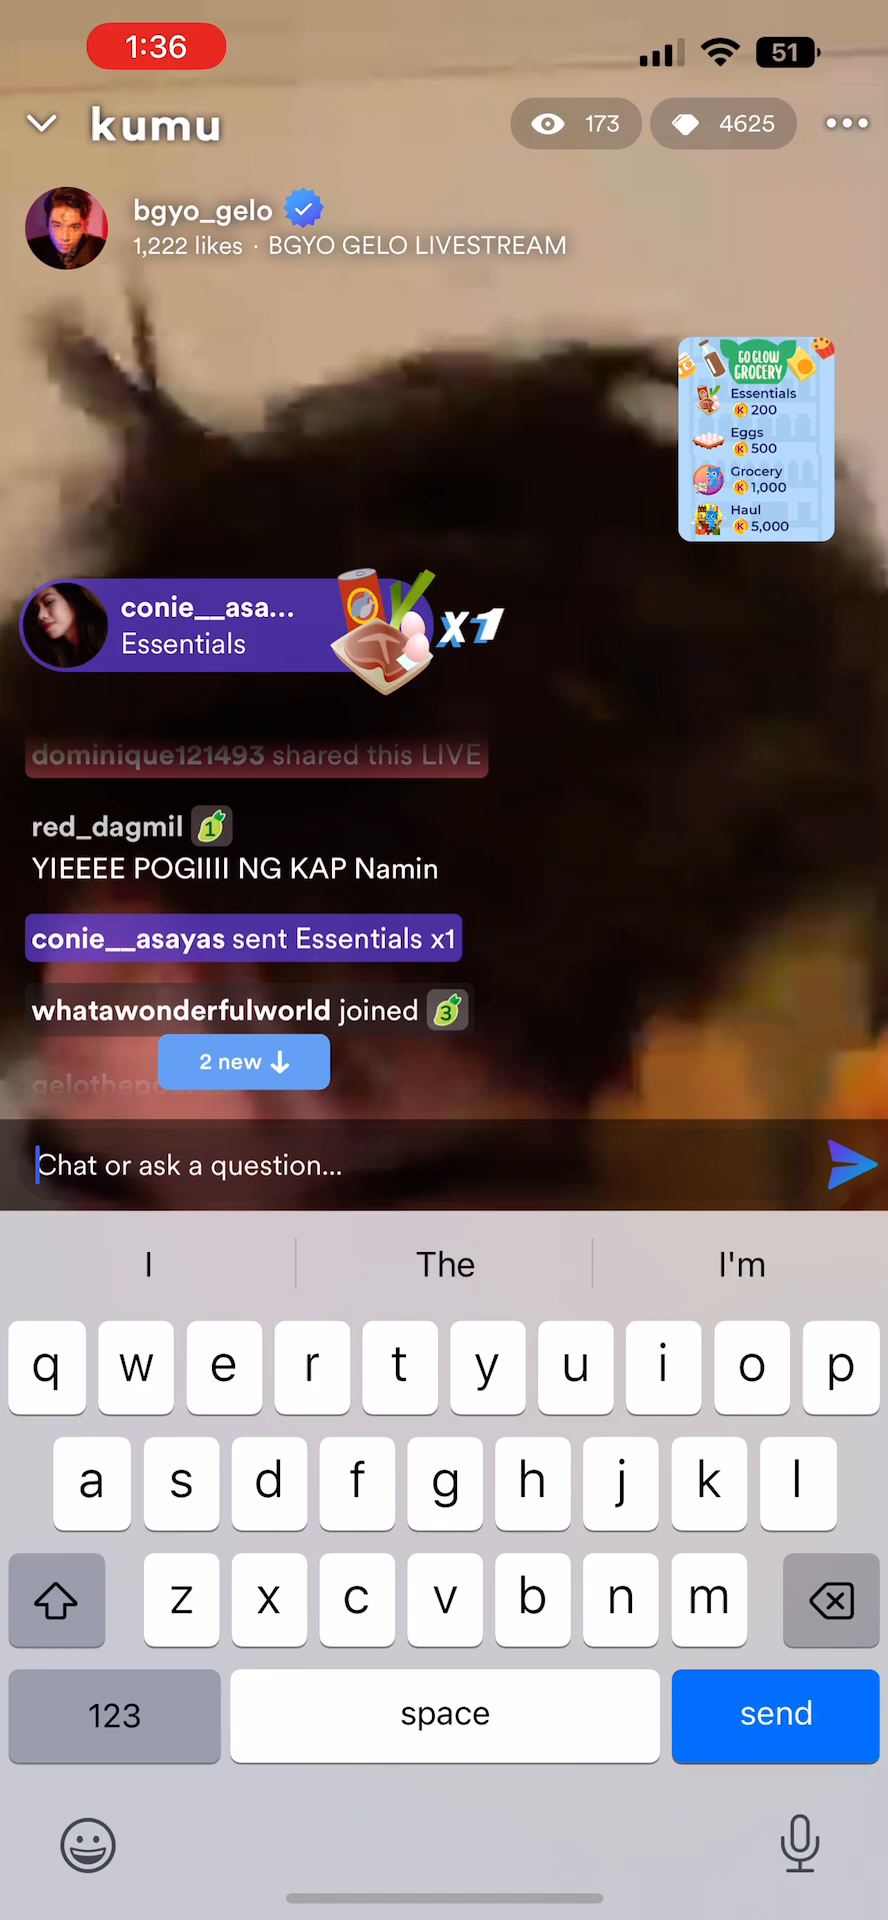 1:36
51
kumu
173
4625
bgyo_gelo
1,222 likes · BGYO GELO LIVESTREAM
GO GLOW
GROCERY
Essentials
K 200
Eggs
K 500
Grocery
K 1,000
Haul
K 5,000
conie__asa...
Essentials
x1
dominique121493 shared this LIVE
red_dagmil 1
YIEEEE POGIIII NG KAP Namin
conie__asayas sent Essentials x1
whatawonderfulworld joined 3
2 new ↓
Chat or ask a question...
I The I'm
q w e r t y u i o p
a s d f g h j k l
z x c v b n m
123 space send